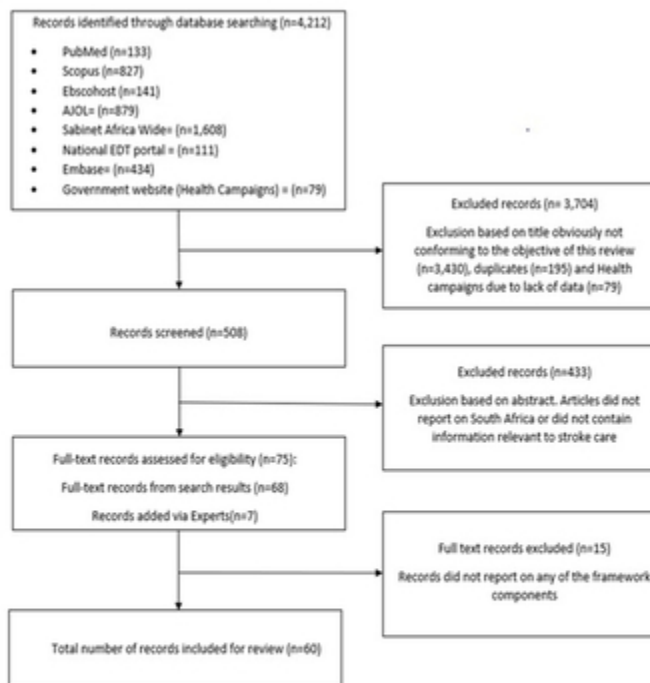 Records identified through database searching (n=4,212)
• PubMed (n=133)
• Scopus (n=827)
• Ebscohost (n=141)
• AJOL= (n=879)
• Sabinet Africa Wide= (n=1,608)
• National EDT portal = (n=111)
• Embase= (n=434)
• Government website (Health Campaigns) = (n=79)
Excluded records (n= 3,704)
Exclusion based on title obviously not
conforming to the objective of this review
(n=3,430), duplicates (n=195) and Health
campaigns due to lack of data (n=79)
Records screened (n=508)
Excluded records (n=433)
Exclusion based on abstract. Articles did not
report on South Africa or did not contain
information relevant to stroke care
Full-text records assessed for eligibility (n=75):
Full-text records from search results (n=68)
Records added via Experts(n=7)
Full text records excluded (n=15)
Records did not report on any of the framework
components
Total number of records included for review (n=60)